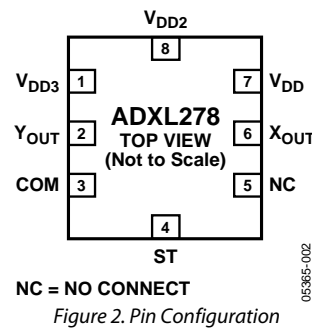 VDD2
8
VDD3 1 ADXL278 7 VDD
YOUT 2 TOP VIEW 6 XOUT
(Not to Scale)
COM 3 5 NC
4
ST
NC = NO CONNECT
05365-002
Figure 2. Pin Configuration